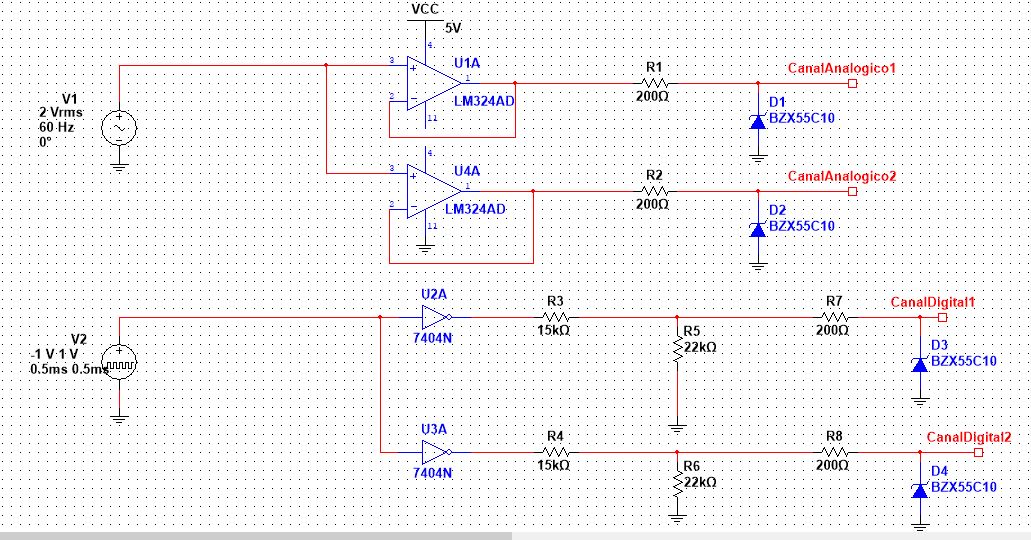 VCC
5V
4
3
U1A
1
2
LM324AD
11
V1
2 Vrms
60 Hz
0°
R1
200Ω
CanalAnalogico1
D1
BZX55C10
4
3
U4A
1
2
LM324AD
11
R2
200Ω
CanalAnalogico2
D2
BZX55C10
V2
-1 V 1 V
0.5ms 0.5ms
U2A
7404N
R3
15kΩ
R5
22kΩ
R7
200Ω
CanalDigital1
D3
BZX55C10
U3A
7404N
R4
15kΩ
R6
22kΩ
R8
200Ω
CanalDigital2
D4
BZX55C10